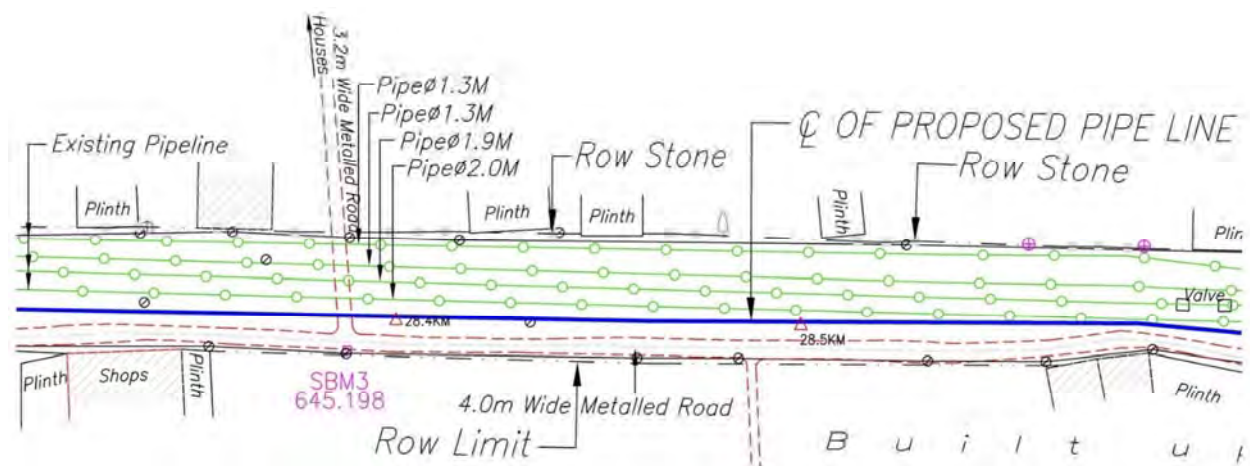 Houses
3.2m Wide Metalled Road
PipeØ1.3M
PipeØ1.3M
PipeØ1.9M
PipeØ2.0M
Existing Pipeline
Row Stone
℄ OF PROPOSED PIPE LINE
Row Stone
Plinth
Plinth
Plinth
Plinth
Plin
Valve
28.4KM
28.5KM
Plinth
Shops
Plinth
SBM3
645.198
4.0m Wide Metalled Road
Row Limit
Plinth
Built u